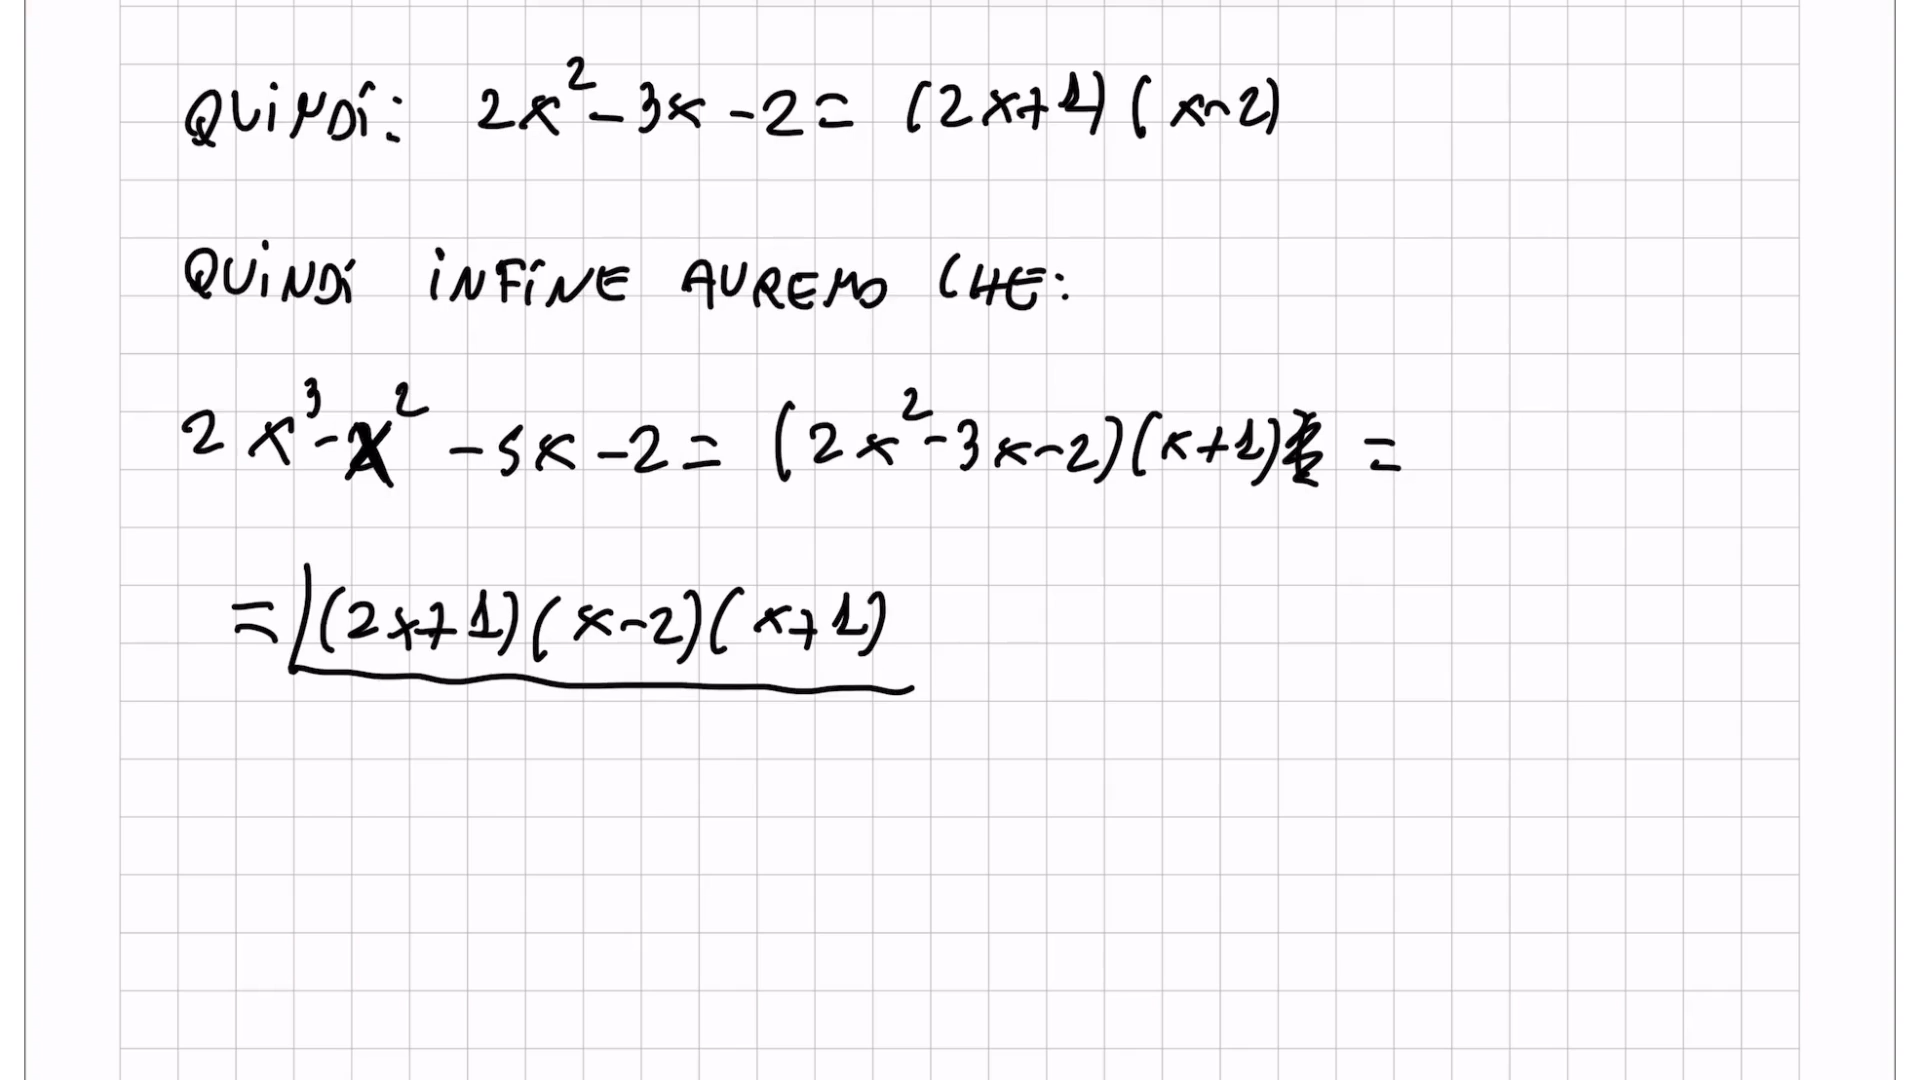 QUINDI: 2x² - 3x - 2 = (2x+1)(x-2)
QUINDI INFINE AVREMO CHE:
2x³ - x² - 5x - 2 = (2x² - 3x - 2)(x+1) =
= (2x+1)(x-2)(x+1)